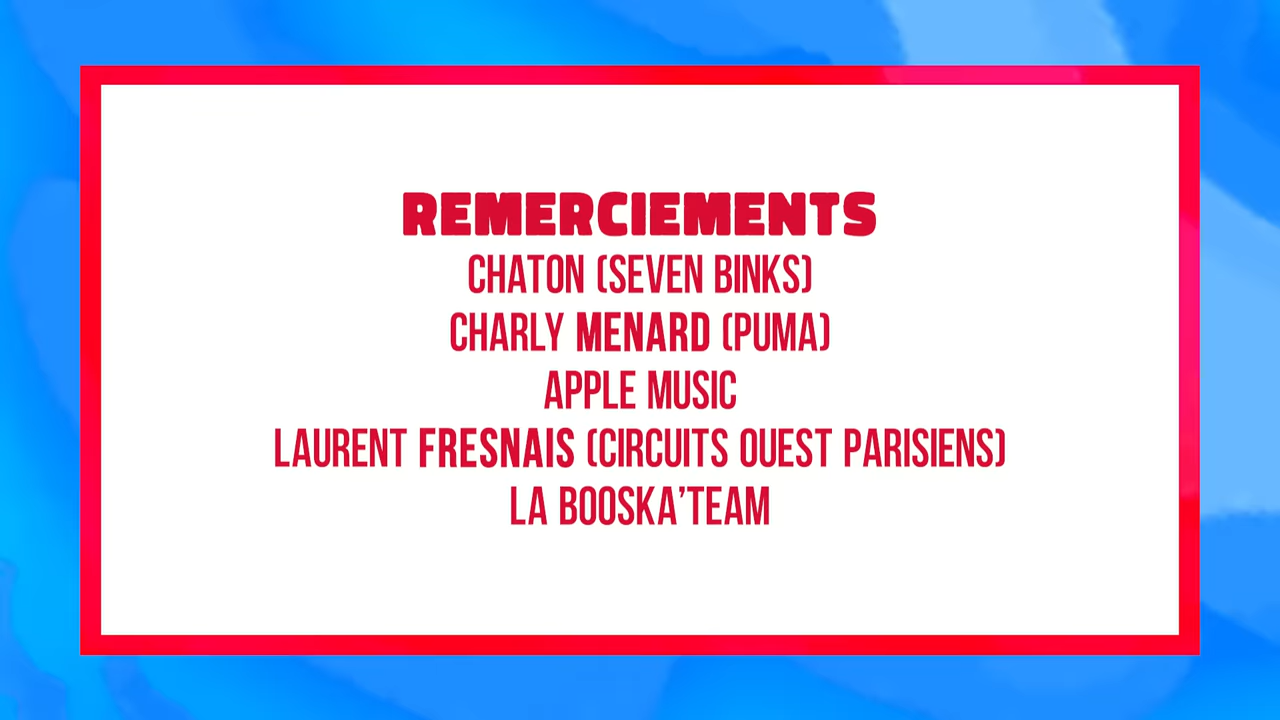 REMERCIEMENTS
CHATON (SEVEN BINKS)
CHARLY MENARD (PUMA)
APPLE MUSIC
LAURENT FRESNAIS (CIRCUITS OUEST PARISIENS)
LA BOOSKA’TEAM